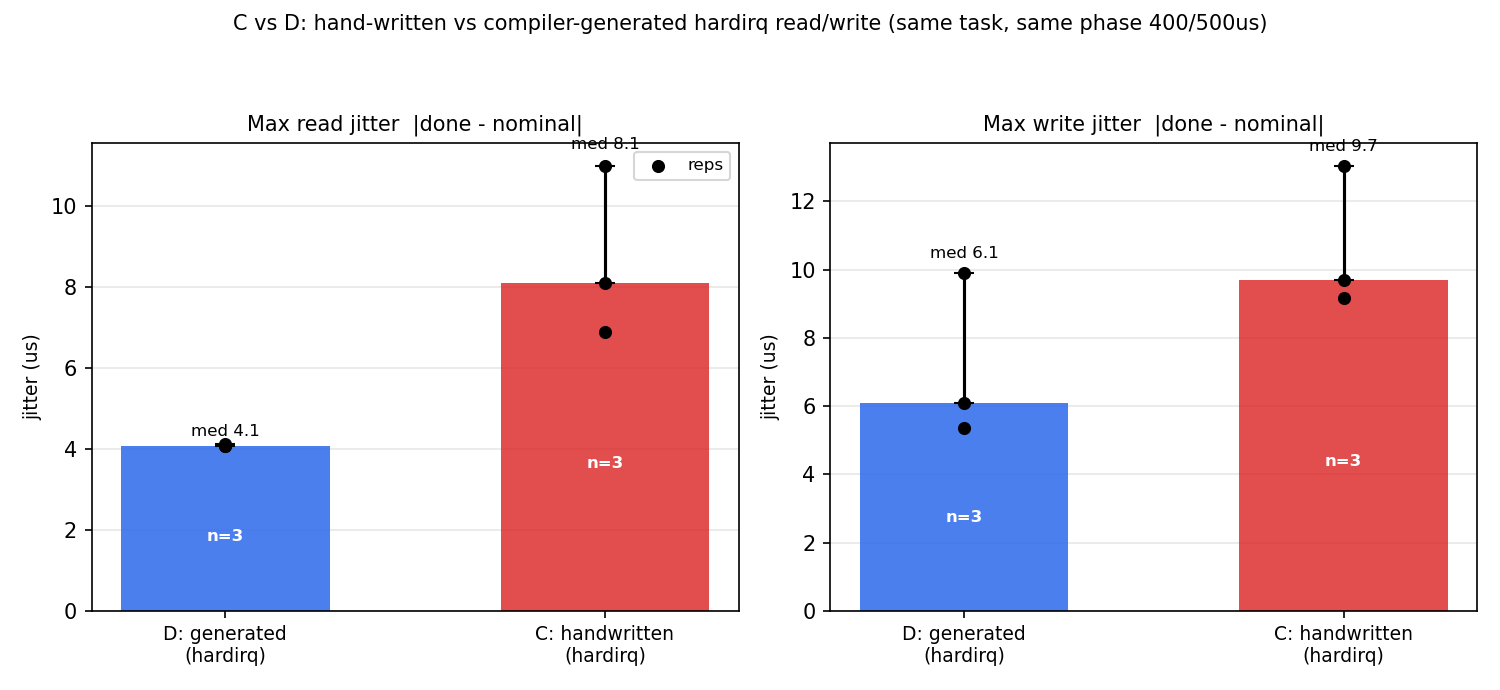 C vs D: hand-written vs compiler-generated hardirq read/write (same task, same phase 400/500us)
Max read jitter  |done - nominal|
med 8.1
reps
10
8
6
4
2
0
jitter (us)
med 4.1
n=3
n=3
D: generated
(hardirq)
C: handwritten
(hardirq)
Max write jitter  |done - nominal|
med 9.7
12
10
8
6
4
2
0
jitter (us)
med 6.1
n=3
n=3
D: generated
(hardirq)
C: handwritten
(hardirq)